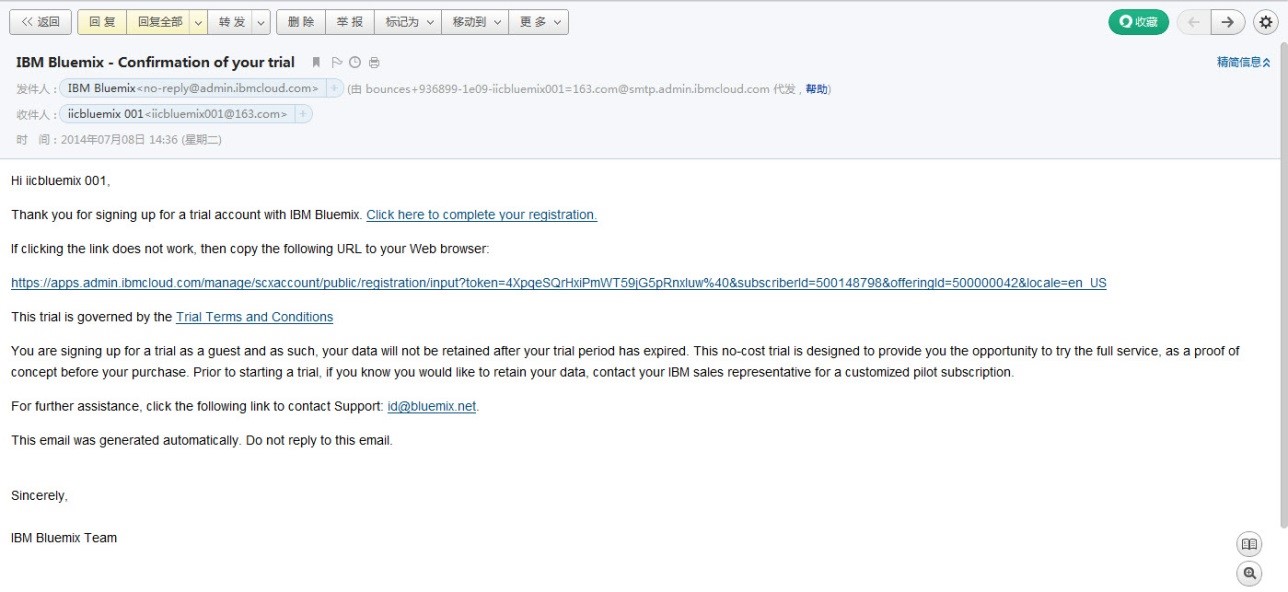 << 返回 回 复 回复全部 转 发 删 除 举 报 标记为 移动到 更 多 收藏
IBM Bluemix - Confirmation of your trial 精简信息
发件人：IBM Bluemix<no-reply@admin.ibmcloud.com> + (由 bounces+936899-1e09-iicbluemix001=163.com@smtp.admin.ibmcloud.com 代发，帮助)
收件人：iicbluemix 001<iicbluemix001@163.com> +
时 间：2014年07月08日 14:36 (星期二)
Hi iicbluemix 001,
Thank you for signing up for a trial account with IBM Bluemix. Click here to complete your registration.
If clicking the link does not work, then copy the following URL to your Web browser:
https://apps.admin.ibmcloud.com/manage/scxaccount/public/registration/input?token=4XpqeSQrHxiPmWT59jG5pRnxluw%40&subscriberId=500148798&offeringId=500000042&locale=en_US
This trial is governed by the Trial Terms and Conditions
You are signing up for a trial as a guest and as such, your data will not be retained after your trial period has expired. This no-cost trial is designed to provide you the opportunity to try the full service, as a proof of
concept before your purchase. Prior to starting a trial, if you know you would like to retain your data, contact your IBM sales representative for a customized pilot subscription.
For further assistance, click the following link to contact Support: id@bluemix.net.
This email was generated automatically. Do not reply to this email.
Sincerely,
IBM Bluemix Team